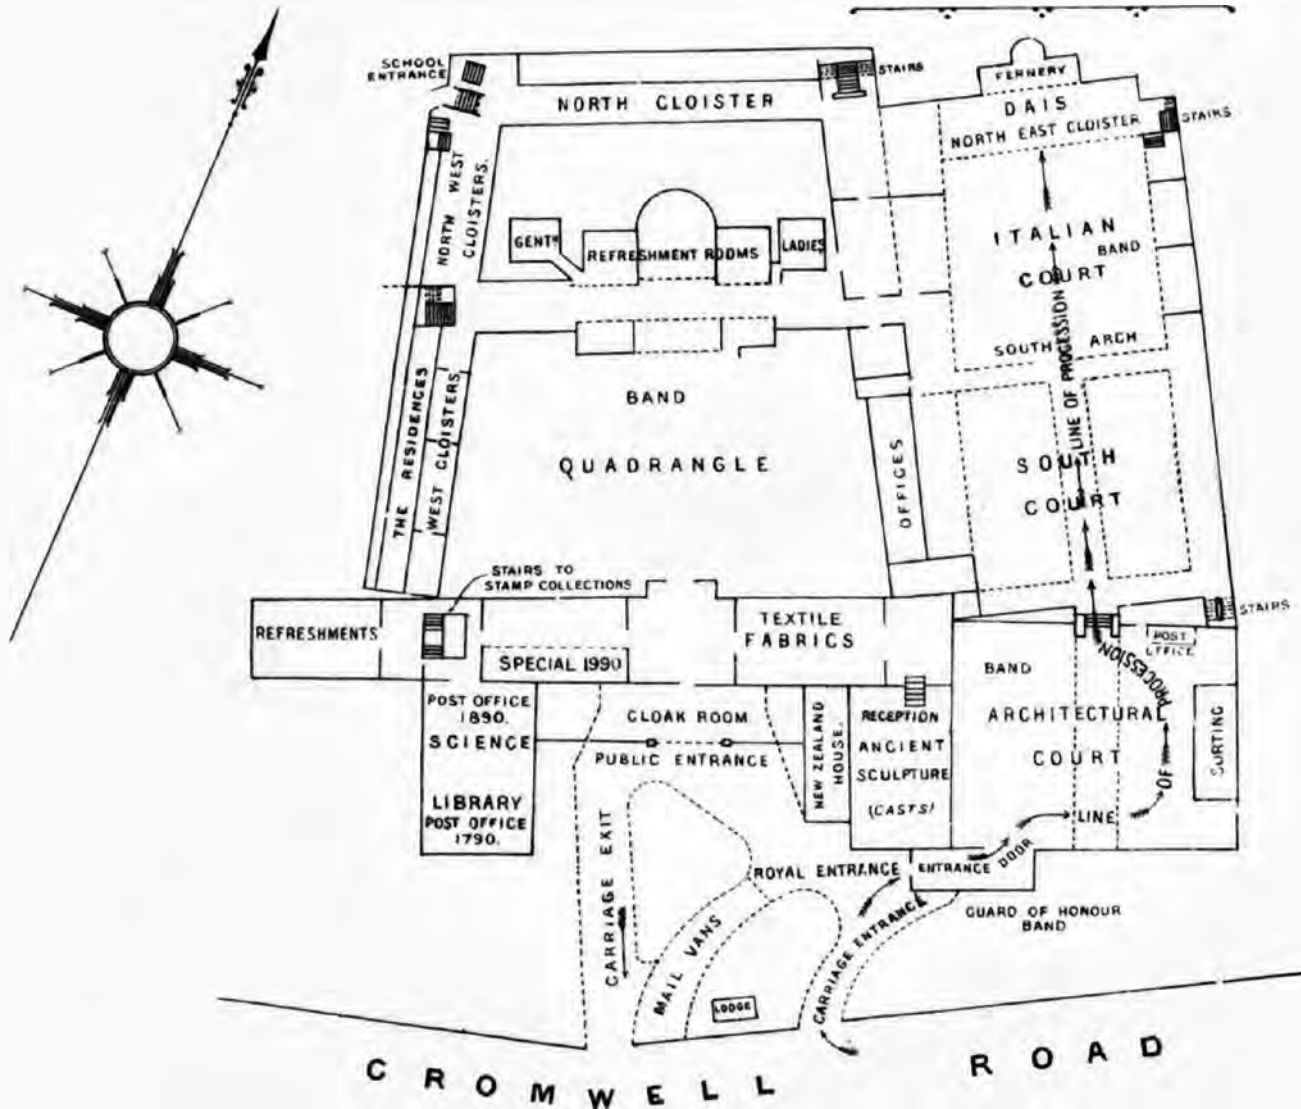 SCHOOL
ENTRANCE
NORTH CLOISTER
STAIRS
FERNERY
DAIS
NORTH EAST CLOISTER
STAIRS
NORTH WEST
CLOISTERS.
GENTS
REFRESHMENT ROOMS
LADIES
ITALIAN
BAND
COURT
SOUTH ARCH
THE RESIDENCES
WEST CLOISTERS
BAND
QUADRANGLE
OFFICES
LINE OF PROCESSION
SOUTH
COURT
STAIRS TO
STAMP COLLECTIONS
REFRESHMENTS
SPECIAL 1990
TEXTILE
FABRICS
STAIRS
POST
OFFICE
BAND
ARCHITECTURAL
COURT
SORTING
LINE OF PROCESSION
POST OFFICE
1890.
SCIENCE
LIBRARY
POST OFFICE
1790.
CLOAK ROOM
PUBLIC ENTRANCE
NEW ZEALAND
HOUSE.
RECEPTION
ANCIENT
SCULPTURE
(CASTS)
CARRIAGE EXIT
MAIL VANS
LODGE
ROYAL ENTRANCE
ENTRANCE
DOOR
CARRIAGE ENTRANCE
GUARD OF HONOUR
BAND
CROMWELL ROAD